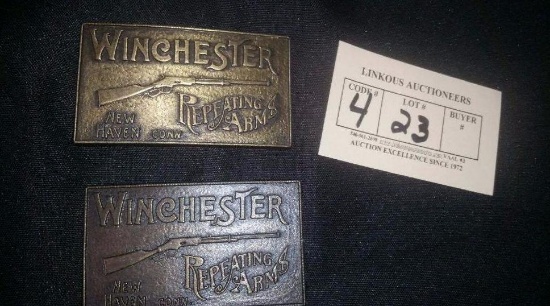 WINCHESTER
REPEATING
ARMS
NEW
HAVEN CONN.
LINKOUS AUCTIONEERS
CODE # LOT # BUYER
#
4 23
AUCTION EXCELLENCE SINCE 1972
WINCHESTER
REPEATING
ARMS
NEW
HAVEN CONN.